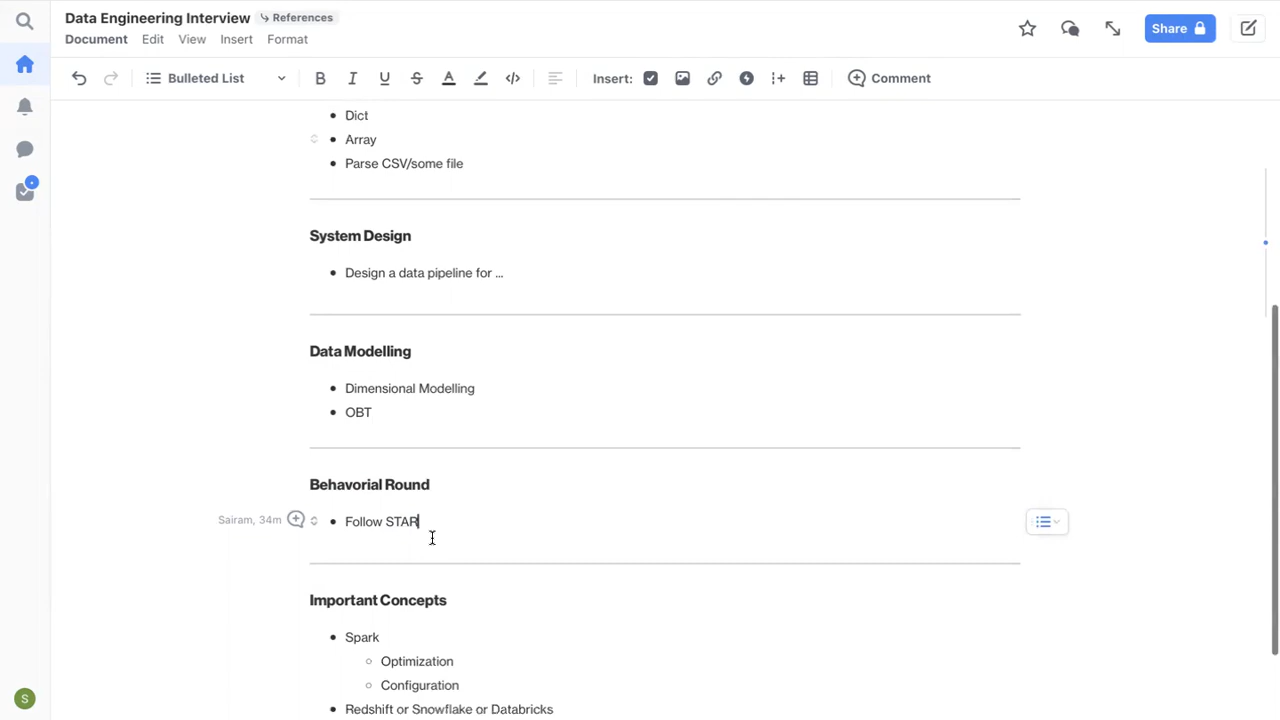 Data Engineering Interview
References
Document Edit View Insert Format
Share
Bulleted List
B I U S A
Insert:
Comment
Dict
Array
Parse CSV/some file
System Design
Design a data pipeline for ...
Data Modelling
Dimensional Modelling
OBT
Behavorial Round
Sairam, 34m
Follow STAR
Important Concepts
Spark
Optimization
Configuration
Redshift or Snowflake or Databricks
S